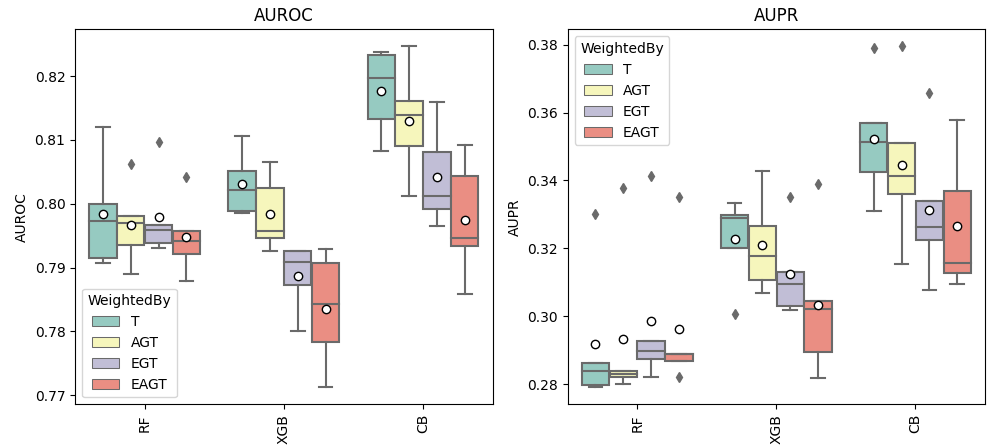 AUROC
AUROC
0.82
0.81
0.80
0.79
0.78
0.77
WeightedBy
T
AGT
EGT
EAGT
RF
XGB
CB
AUPR
AUPR
0.38
0.36
0.34
0.32
0.30
0.28
WeightedBy
T
AGT
EGT
EAGT
RF
XGB
CB